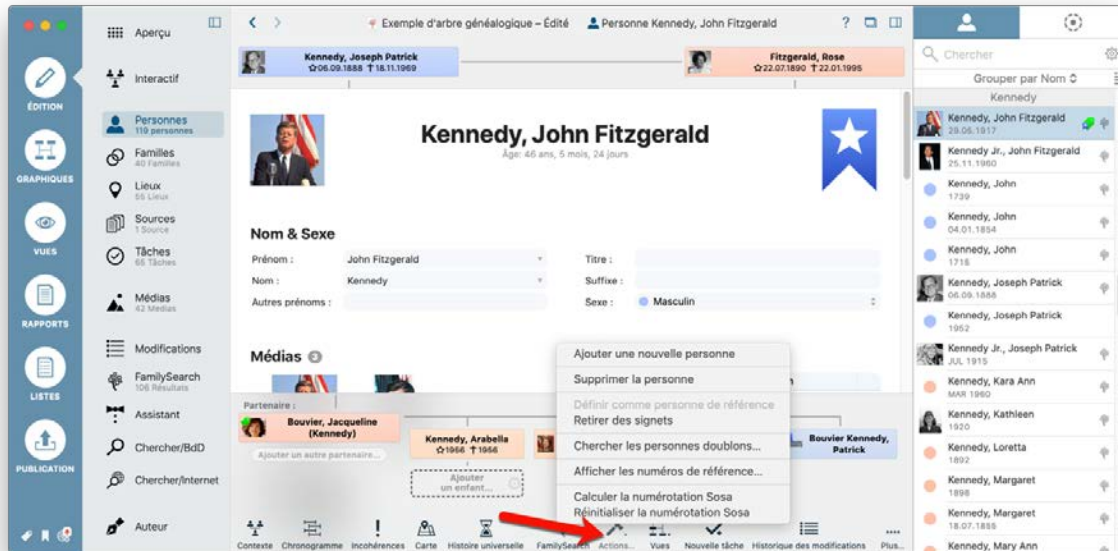 Exemple d'arbre généalogique – Édité
Personne Kennedy, John Fitzgerald
?
ÉDITION
GRAPHIQUES
VUES
RAPPORTS
LISTES
PUBLICATION
Aperçu
Interactif
Personnes
119 personnes
Familles
40 Familles
Lieux
55 Lieux
Sources
1 Source
Tâches
65 Tâches
Médias
42 Médias
Modifications
FamilySearch
106 Résultats
Assistant
Chercher/BdD
Chercher/Internet
Auteur
Kennedy, Joseph Patrick
☆06.09.1888 †18.11.1969
Fitzgerald, Rose
☆22.07.1890 †22.01.1995
Kennedy, John Fitzgerald
Âge: 46 ans, 5 mois, 24 jours
Nom & Sexe
Prénom : John Fitzgerald
Titre :
Nom : Kennedy
Suffixe :
Autres prénoms :
Sexe : Masculin
Médias 3
Ajouter une nouvelle personne
Supprimer la personne
Définir comme personne de référence
Retirer des signets
Chercher les personnes doublons...
Afficher les numéros de référence...
Calculer la numérotation Sosa
Réinitialiser la numérotation Sosa
Partenaire :
Bouvier, Jacqueline
(Kennedy)
Ajouter un autre partenaire...
Kennedy, Arabella
☆1956 †1956
Ajouter
un enfant...
Bouvier Kennedy,
Patrick
Contexte
Chronogramme
Incohérences
Carte
Histoire universelle
FamilySearch
Actions...
Vues
Nouvelle tâche
Historique des modifications
Plus...
Chercher
Grouper par Nom
Kennedy
Kennedy, John Fitzgerald
29.05.1917
Kennedy Jr., John Fitzgerald
25.11.1960
Kennedy, John
1739
Kennedy, John
04.01.1854
Kennedy, John
1715
Kennedy, Joseph Patrick
06.09.1888
Kennedy, Joseph Patrick
1952
Kennedy Jr., Joseph Patrick
JUL 1915
Kennedy, Kara Ann
MAR 1960
Kennedy, Kathleen
1920
Kennedy, Loretta
1892
Kennedy, Margaret
1898
Kennedy, Margaret
18.07.1855
Kennedy, Mary Ann